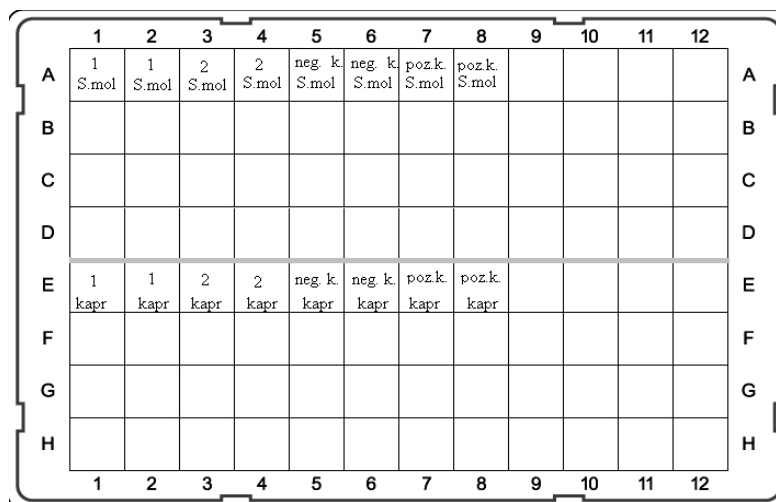 1 2 3 4 5 6 7 8 9 10 11 12
A 1 1 2 2 neg. k. neg. k. poz.k. poz.k. A
S.mol S.mol S.mol S.mol S.mol S.mol S.mol S.mol
B B
C C
D D
E 1 1 2 2 neg. k. neg. k. poz.k. poz.k. E
kapr kapr kapr kapr kapr kapr kapr kapr
F F
G G
H H
1 2 3 4 5 6 7 8 9 10 11 12